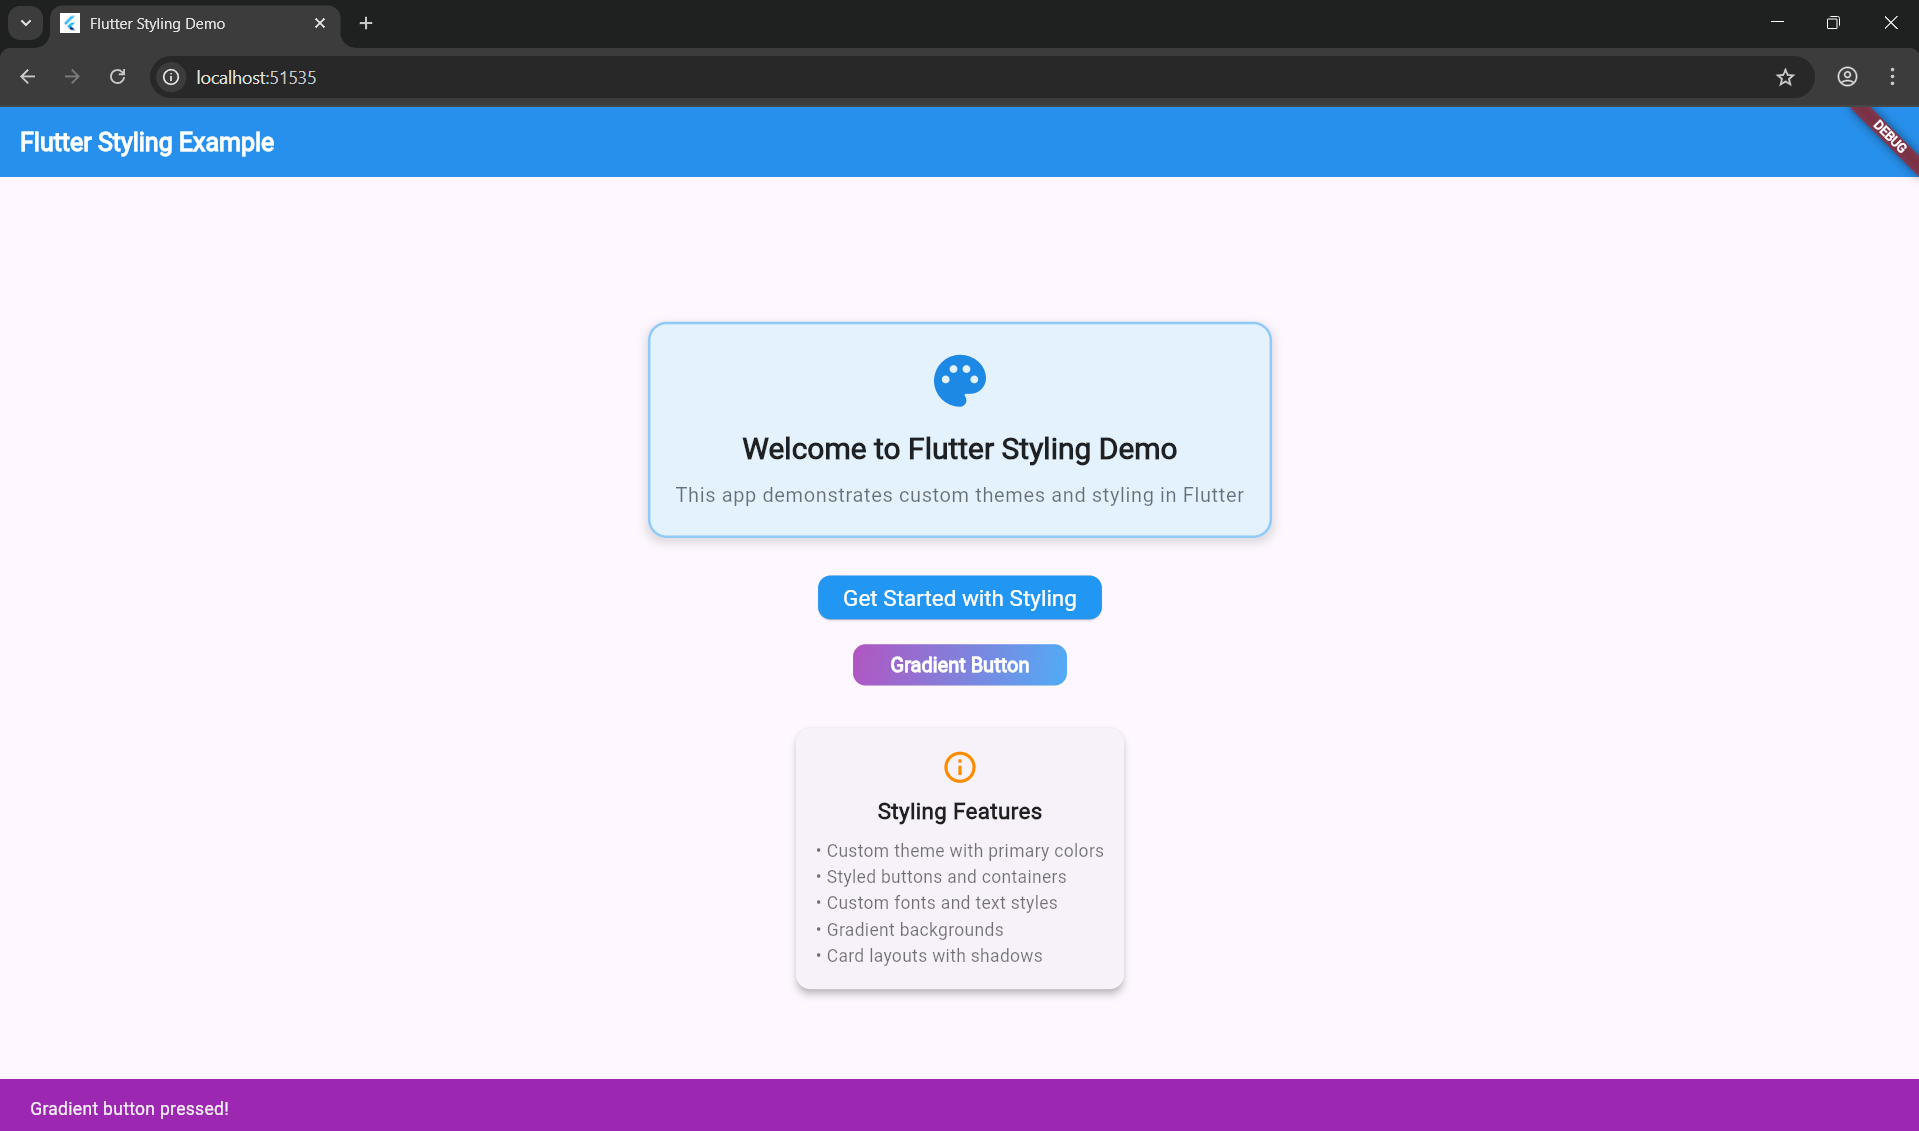 Flutter Styling Demo
localhost:51535
Flutter Styling Example
DEBUG
Welcome to Flutter Styling Demo
This app demonstrates custom themes and styling in Flutter
Get Started with Styling
Gradient Button
Styling Features
• Custom theme with primary colors
• Styled buttons and containers
• Custom fonts and text styles
• Gradient backgrounds
• Card layouts with shadows
Gradient button pressed!